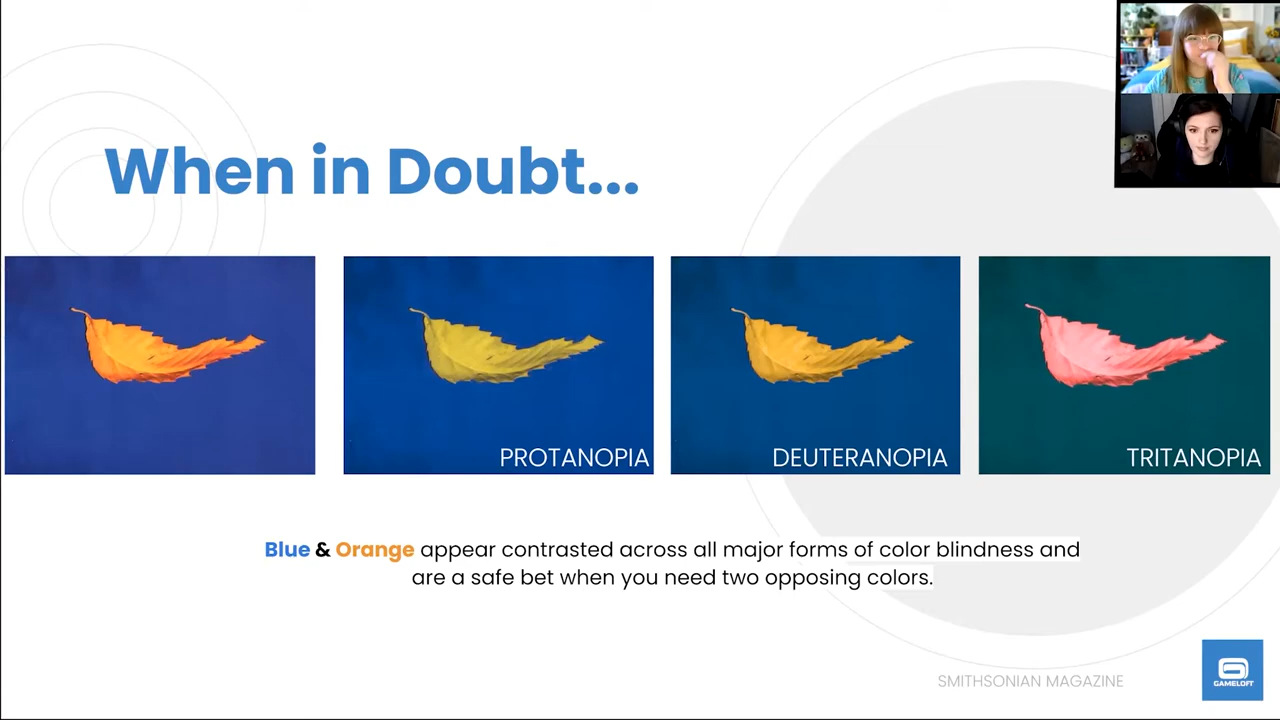 When in Doubt...
PROTANOPIA
DEUTERANOPIA
TRITANOPIA
Blue & Orange appear contrasted across all major forms of color blindness and
are a safe bet when you need two opposing colors.
SMITHSONIAN MAGAZINE
GAMELOFT